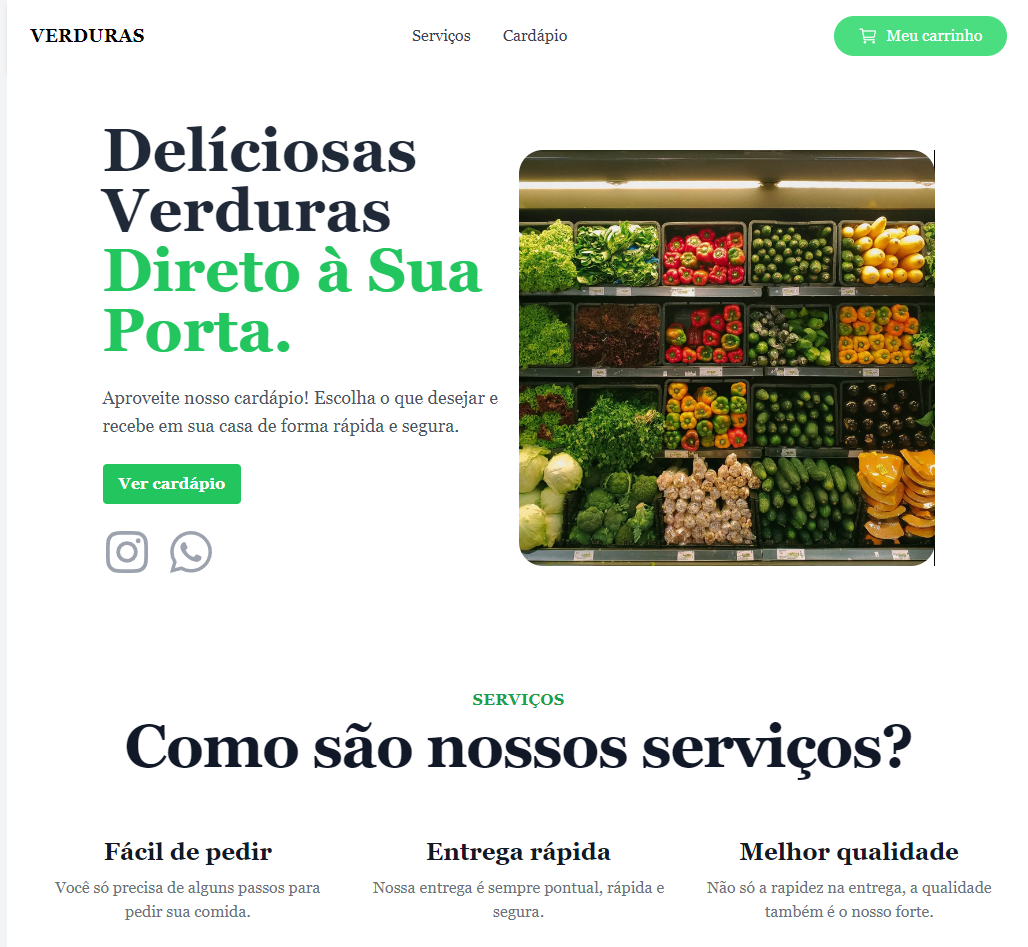 VERDURAS
Serviços
Cardápio
Meu carrinho
Delíciosas
Verduras
Direto à Sua
Porta.
Aproveite nosso cardápio! Escolha o que desejar e
recebe em sua casa de forma rápida e segura.
Ver cardápio
SERVIÇOS
Como são nossos serviços?
Fácil de pedir
Você só precisa de alguns passos para
pedir sua comida.
Entrega rápida
Nossa entrega é sempre pontual, rápida e
segura.
Melhor qualidade
Não só a rapidez na entrega, a qualidade
também é o nosso forte.